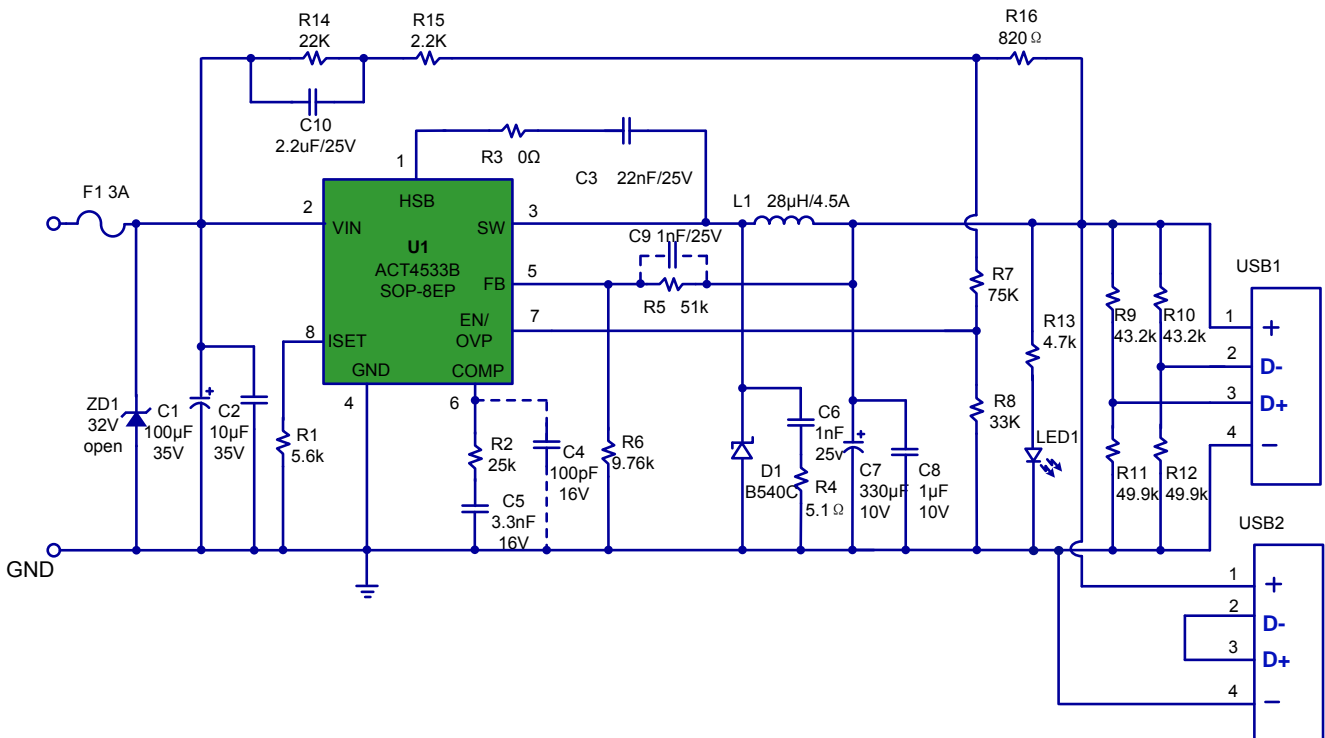 R14
22K
R15
2.2K
R16
820Ω
C10
2.2uF/25V
1
R3 0Ω
C3 22nF/25V
F1 3A
2
HSB
VIN
SW
3
L1 28μH/4.5A
U1
ACT4533B
SOP-8EP
C9 1nF/25V
FB
5
R5 51k
EN/
OVP
7
8
ISET
GND
COMP
4
6
R7
75K
R13
4.7k
R9
43.2k
R10
43.2k
USB1
1
+
2
D-
3
D+
4
−
ZD1
32V
open
C1
100μF
35V
C2
10μF
35V
R1
5.6k
R2
25k
C4
100pF
16V
C5
3.3nF
16V
R6
9.76k
D1
B540C
C6
1nF
25v
R4
5.1Ω
C7
330μF
10V
C8
1μF
10V
R8
33K
LED1
R11
49.9k
R12
49.9k
GND
USB2
1
+
2
D-
3
D+
4
−